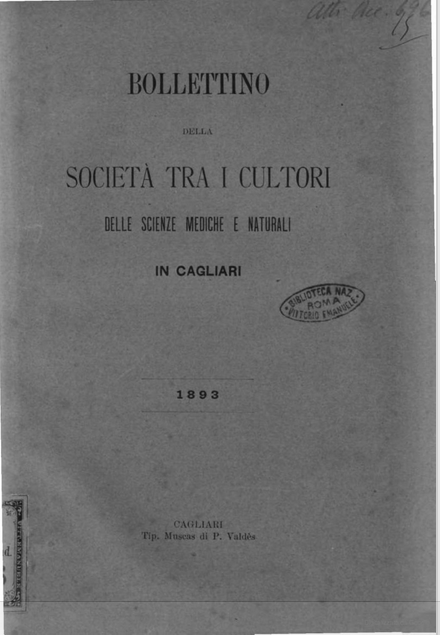 BOLLETTINO
DELLA
SOCIETÀ TRA I CULTORI
DELLE SCIENZE MEDICHE E NATURALI
IN CAGLIARI
BIBLIOTECA NAZ.
ROMA
VITTORIO EMANUELE
1893
CAGLIARI
Tip. Muscas di P. Valdès